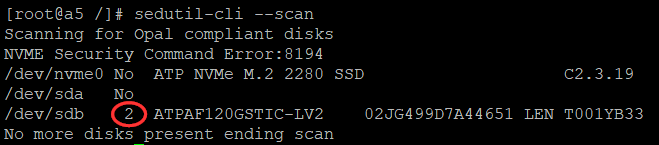 [root@a5 /]# sedutil-cli --scan
Scanning for Opal compliant disks
NVME Security Command Error:8194
/dev/nvme0 No  ATP NVMe M.2 2280 SSD                    C2.3.19
/dev/sda   No
/dev/sdb    2  ATPAF120GSTIC-LV2    02JG499D7A44651 LEN T001YB33
No more disks present ending scan